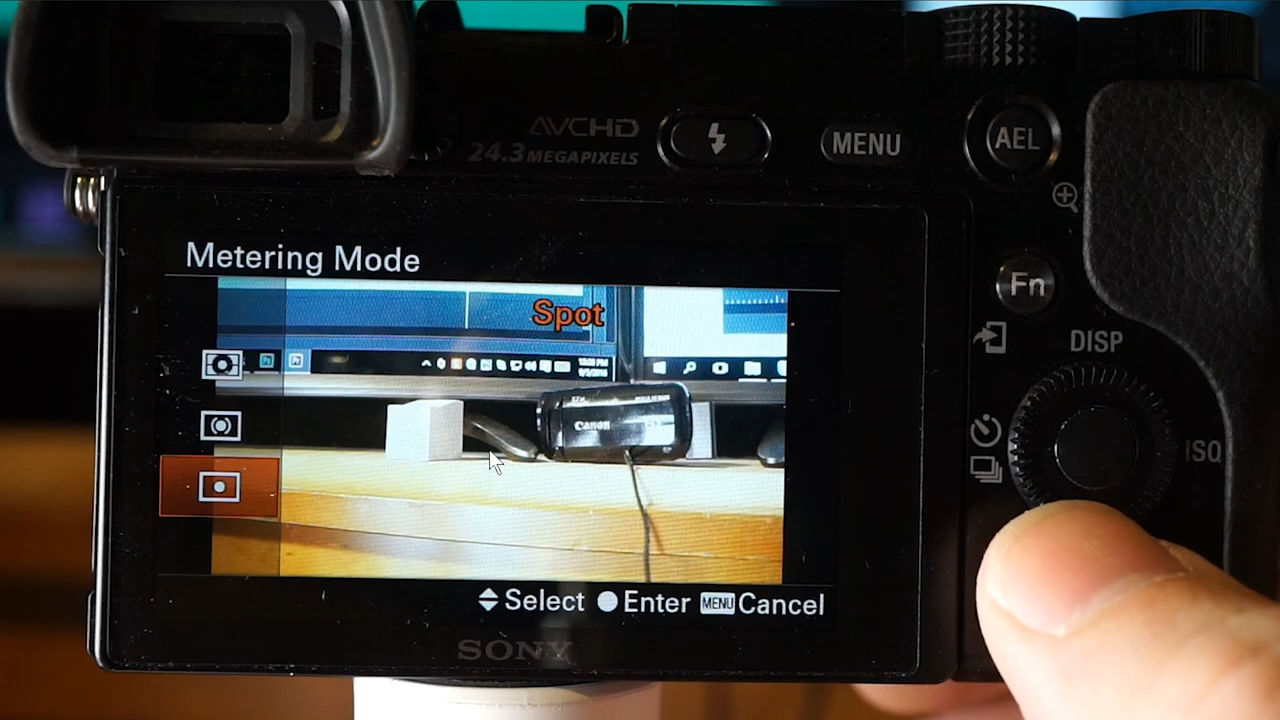 AVCHD
24.3 MEGAPIXELS
MENU
AEL
Metering Mode
Spot
Fn
DISP
Canon
ISO
Select Enter MENU Cancel
SONY